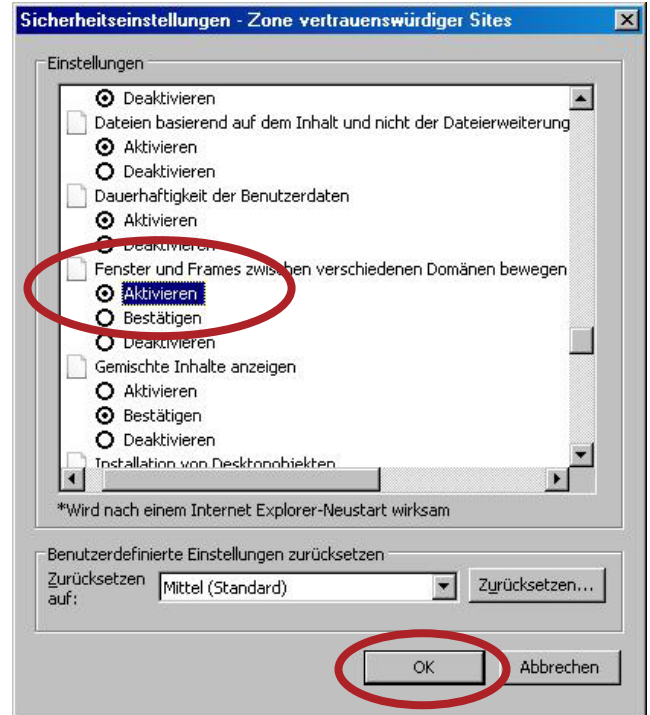 Sicherheitseinstellungen - Zone vertrauenswürdiger Sites
Einstellungen
Deaktivieren
Dateien basierend auf dem Inhalt und nicht der Dateierweiterung
Aktivieren
Deaktivieren
Dauerhaftigkeit der Benutzerdaten
Aktivieren
Deaktivieren
Fenster und Frames zwischen verschiedenen Domänen bewegen
Aktivieren
Bestätigen
Deaktivieren
Gemischte Inhalte anzeigen
Aktivieren
Bestätigen
Deaktivieren
Installation von Desktopobjekten
*Wird nach einem Internet Explorer-Neustart wirksam
Benutzerdefinierte Einstellungen zurücksetzen
Zurücksetzen auf:
Mittel (Standard)
Zurücksetzen...
OK
Abbrechen